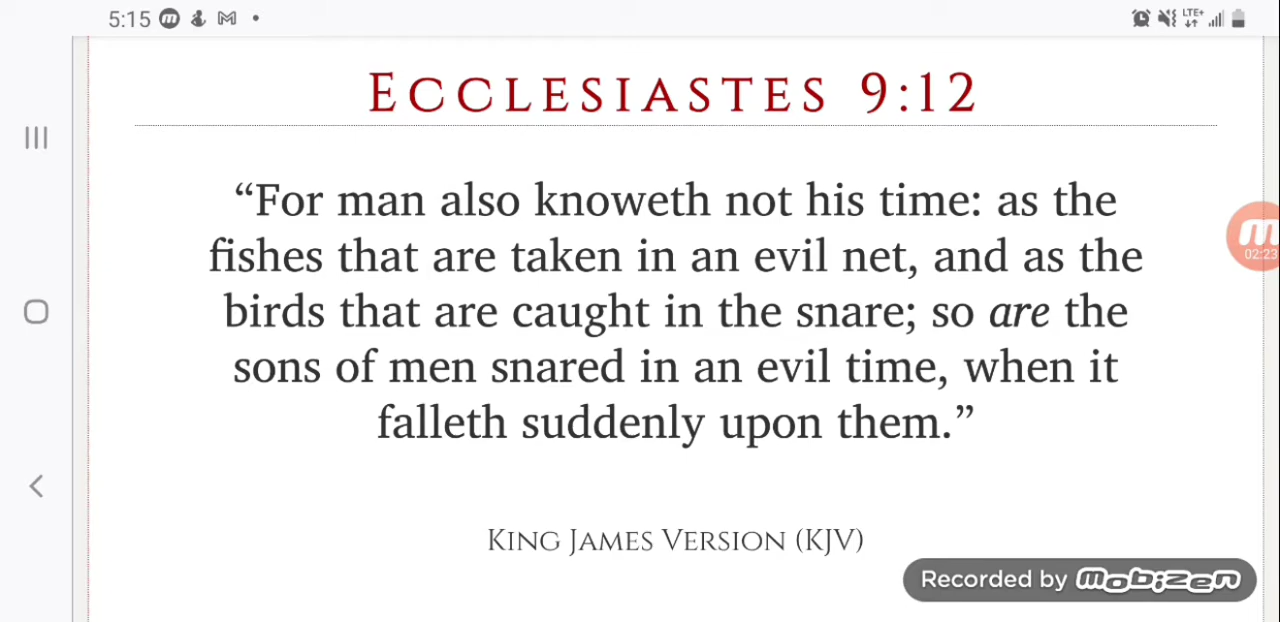 5:15
LTE+
ECCLESIASTES 9:12
“For man also knoweth not his time: as the
fishes that are taken in an evil net, and as the
birds that are caught in the snare; so are the
sons of men snared in an evil time, when it
falleth suddenly upon them.”
02:23
KING JAMES VERSION (KJV)
Recorded by mobizen